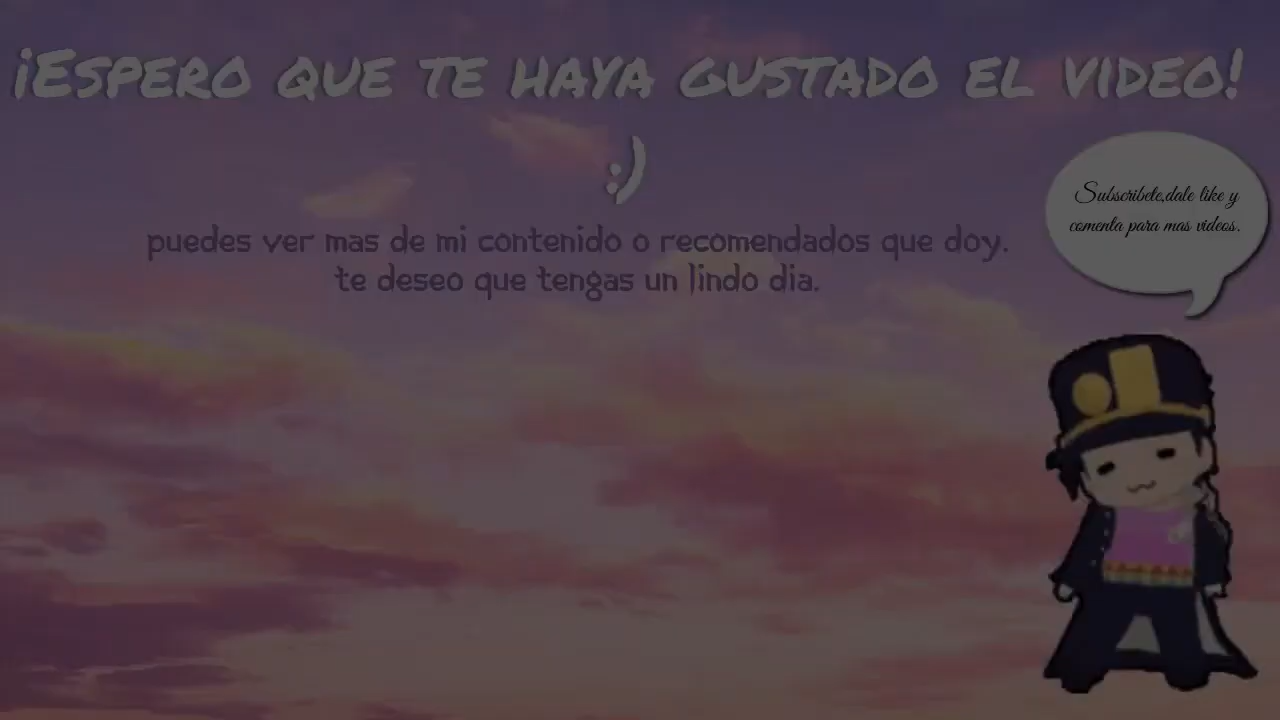 ¡Espero que te haya gustado el video!
:)
Subscribete,dale like y
comenta para mas videos.
puedes ver mas de mi contenido o recomendados que doy.
te deseo que tengas un lindo dia.